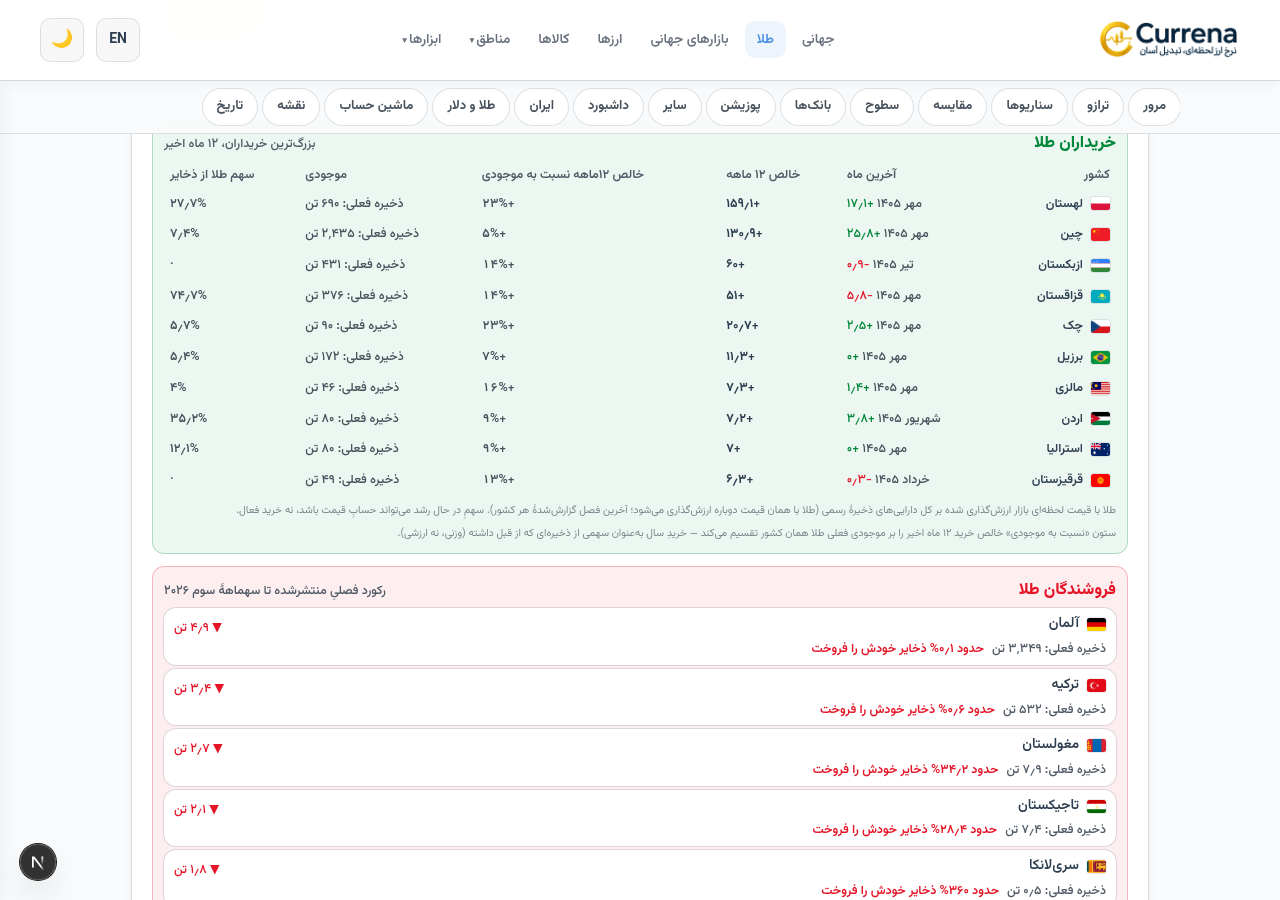 Currena
نرخ ارز لحظه‌ای، تبدیل آسان
جهانی طلا بازارهای جهانی ارزها کالاها مناطق▾ ابزارها▾
EN
مرور ترازو سناریوها مقایسه سطوح بانک‌ها پوزیشن سایر داشبورد ایران طلا و دلار ماشین حساب نقشه تاریخ
خریداران طلا بزرگ‌ترین خریداران، ۱۲ ماه اخیر
کشور آخرین ماه خالص ۱۲ ماهه خالص ۱۲ماهه نسبت به موجودی موجودی سهم طلا از ذخایر
لهستان مهر ۱۴۰۵ +۱۷٫۱ +۱۵۹٫۱ +۲۳% ذخیره فعلی: ۶۹۰ تن ۲۷٫۷%
چین مهر ۱۴۰۵ +۲۵٫۸ +۱۳۰٫۹ +۵% ذخیره فعلی: ۲,۴۳۵ تن ۷٫۴%
ازبکستان تیر ۱۴۰۵ -۰٫۹ +۶۰ +۱۴% ذخیره فعلی: ۴۳۱ تن ·
قزاقستان مهر ۱۴۰۵ -۵٫۸ +۵۱ +۱۴% ذخیره فعلی: ۳۷۶ تن ۷۴٫۷%
چک مهر ۱۴۰۵ +۲٫۵ +۲۰٫۷ +۲۳% ذخیره فعلی: ۹۰ تن ۵٫۷%
برزیل مهر ۱۴۰۵ +۰ +۱۱٫۳ +۷% ذخیره فعلی: ۱۷۲ تن ۵٫۴%
مالزی مهر ۱۴۰۵ +۱٫۴ +۷٫۳ +۱۶% ذخیره فعلی: ۴۶ تن ۴%
اردن شهریور ۱۴۰۵ +۳٫۸ +۷٫۲ +۹% ذخیره فعلی: ۸۰ تن ۳۵٫۲%
استرالیا مهر ۱۴۰۵ +۰ +۷ +۹% ذخیره فعلی: ۸۰ تن ۱۲٫۱%
قرقیزستان خرداد ۱۴۰۵ -۰٫۳ +۶٫۳ +۱۳% ذخیره فعلی: ۴۹ تن ·
طلا با قیمت لحظه‌ای بازار ارزش‌گذاری شده بر کل دارایی‌های ذخیرهٔ رسمی (طلا با همان قیمت دوباره ارزش‌گذاری می‌شود؛ آخرین فصل گزارش‌شدهٔ هر کشور). سهمِ در حال رشد می‌تواند حساب قیمت باشد، نه خرید فعال.
ستون «نسبت به موجودی» خالص خرید ۱۲ ماه اخیر را بر موجودی فعلی طلا همان کشور تقسیم می‌کند — خریدِ سال به‌عنوان سهمی از ذخیره‌ای که از قبل داشته (وزنی، نه ارزشی).
فروشندگان طلا رکورد فصلیِ منتشرشده تا سهماههٔ سوم ۲۰۲۶
آلمان ▼ ۴٫۹ تن
ذخیره فعلی: ۳,۳۴۹ تن حدود ۰٫۱% ذخایر خودش را فروخت
ترکیه ▼ ۳٫۴ تن
ذخیره فعلی: ۵۳۲ تن حدود ۰٫۶% ذخایر خودش را فروخت
مغولستان ▼ ۲٫۷ تن
ذخیره فعلی: ۷٫۹ تن حدود ۳۴٫۲% ذخایر خودش را فروخت
تاجیکستان ▼ ۲٫۱ تن
ذخیره فعلی: ۷٫۴ تن حدود ۲۸٫۴% ذخایر خودش را فروخت
سری‌لانکا ▼ ۱٫۸ تن
ذخیره فعلی: ۰٫۵ تن حدود ۳۶۰% ذخایر خودش را فروخت
N